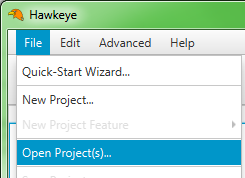 Hawkeye
File Edit Advanced Help
Quick-Start Wizard...
New Project...
New Project Feature
Open Project(s)...